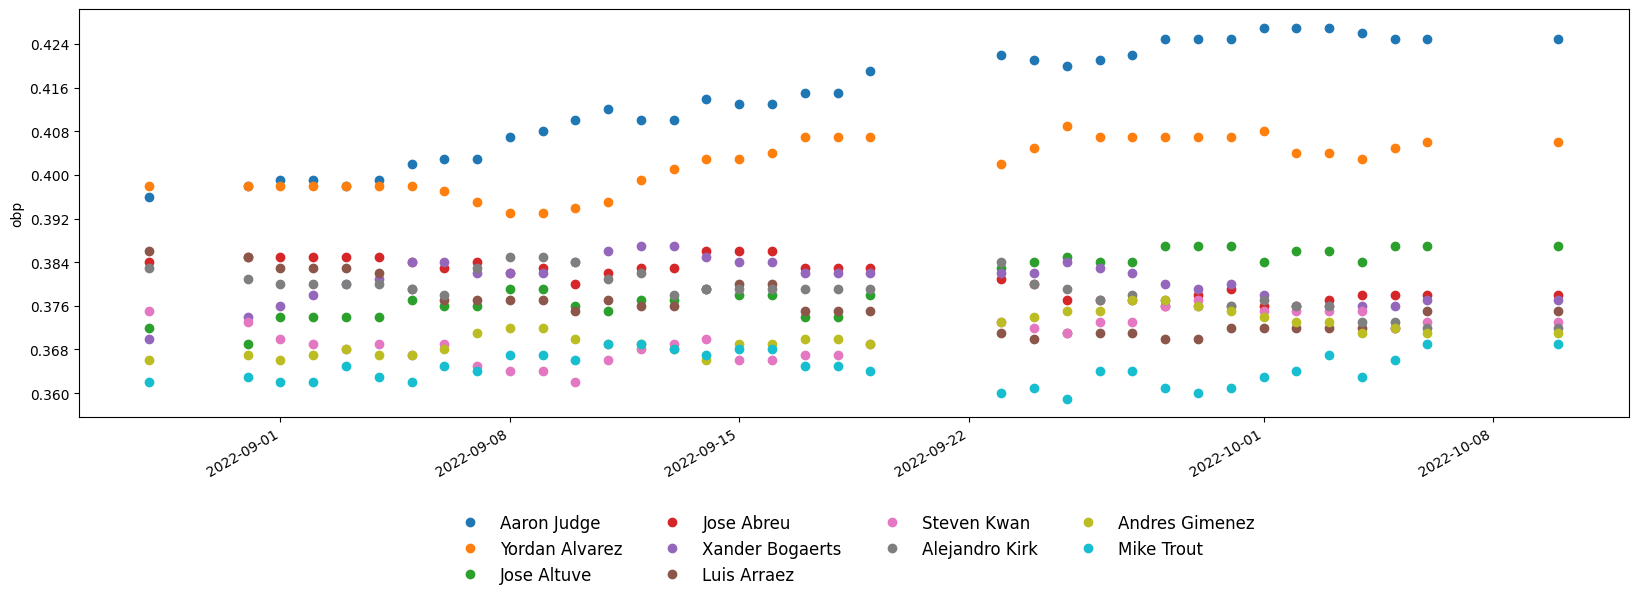 0.424
0.416
0.408
0.400
0.392
0.384
0.376
0.368
0.360
obp
2022-09-01
2022-09-08
2022-09-15
2022-09-22
2022-10-01
2022-10-08
Aaron Judge
Yordan Alvarez
Jose Altuve
Jose Abreu
Xander Bogaerts
Luis Arraez
Steven Kwan
Alejandro Kirk
Andres Gimenez
Mike Trout